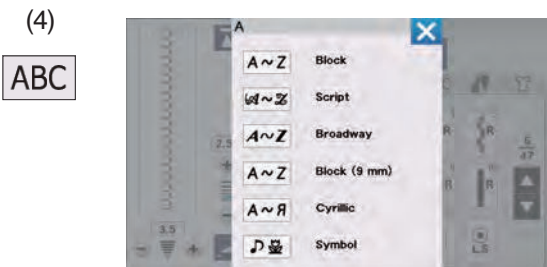 (4)
ABC
A
A~Z Block
A~Z Script
A~Z Broadway
A~Z Block (9 mm)
A~Я Cyrillic
Symbol
2.5
3.5
R
R
R
R
6
47
L.S